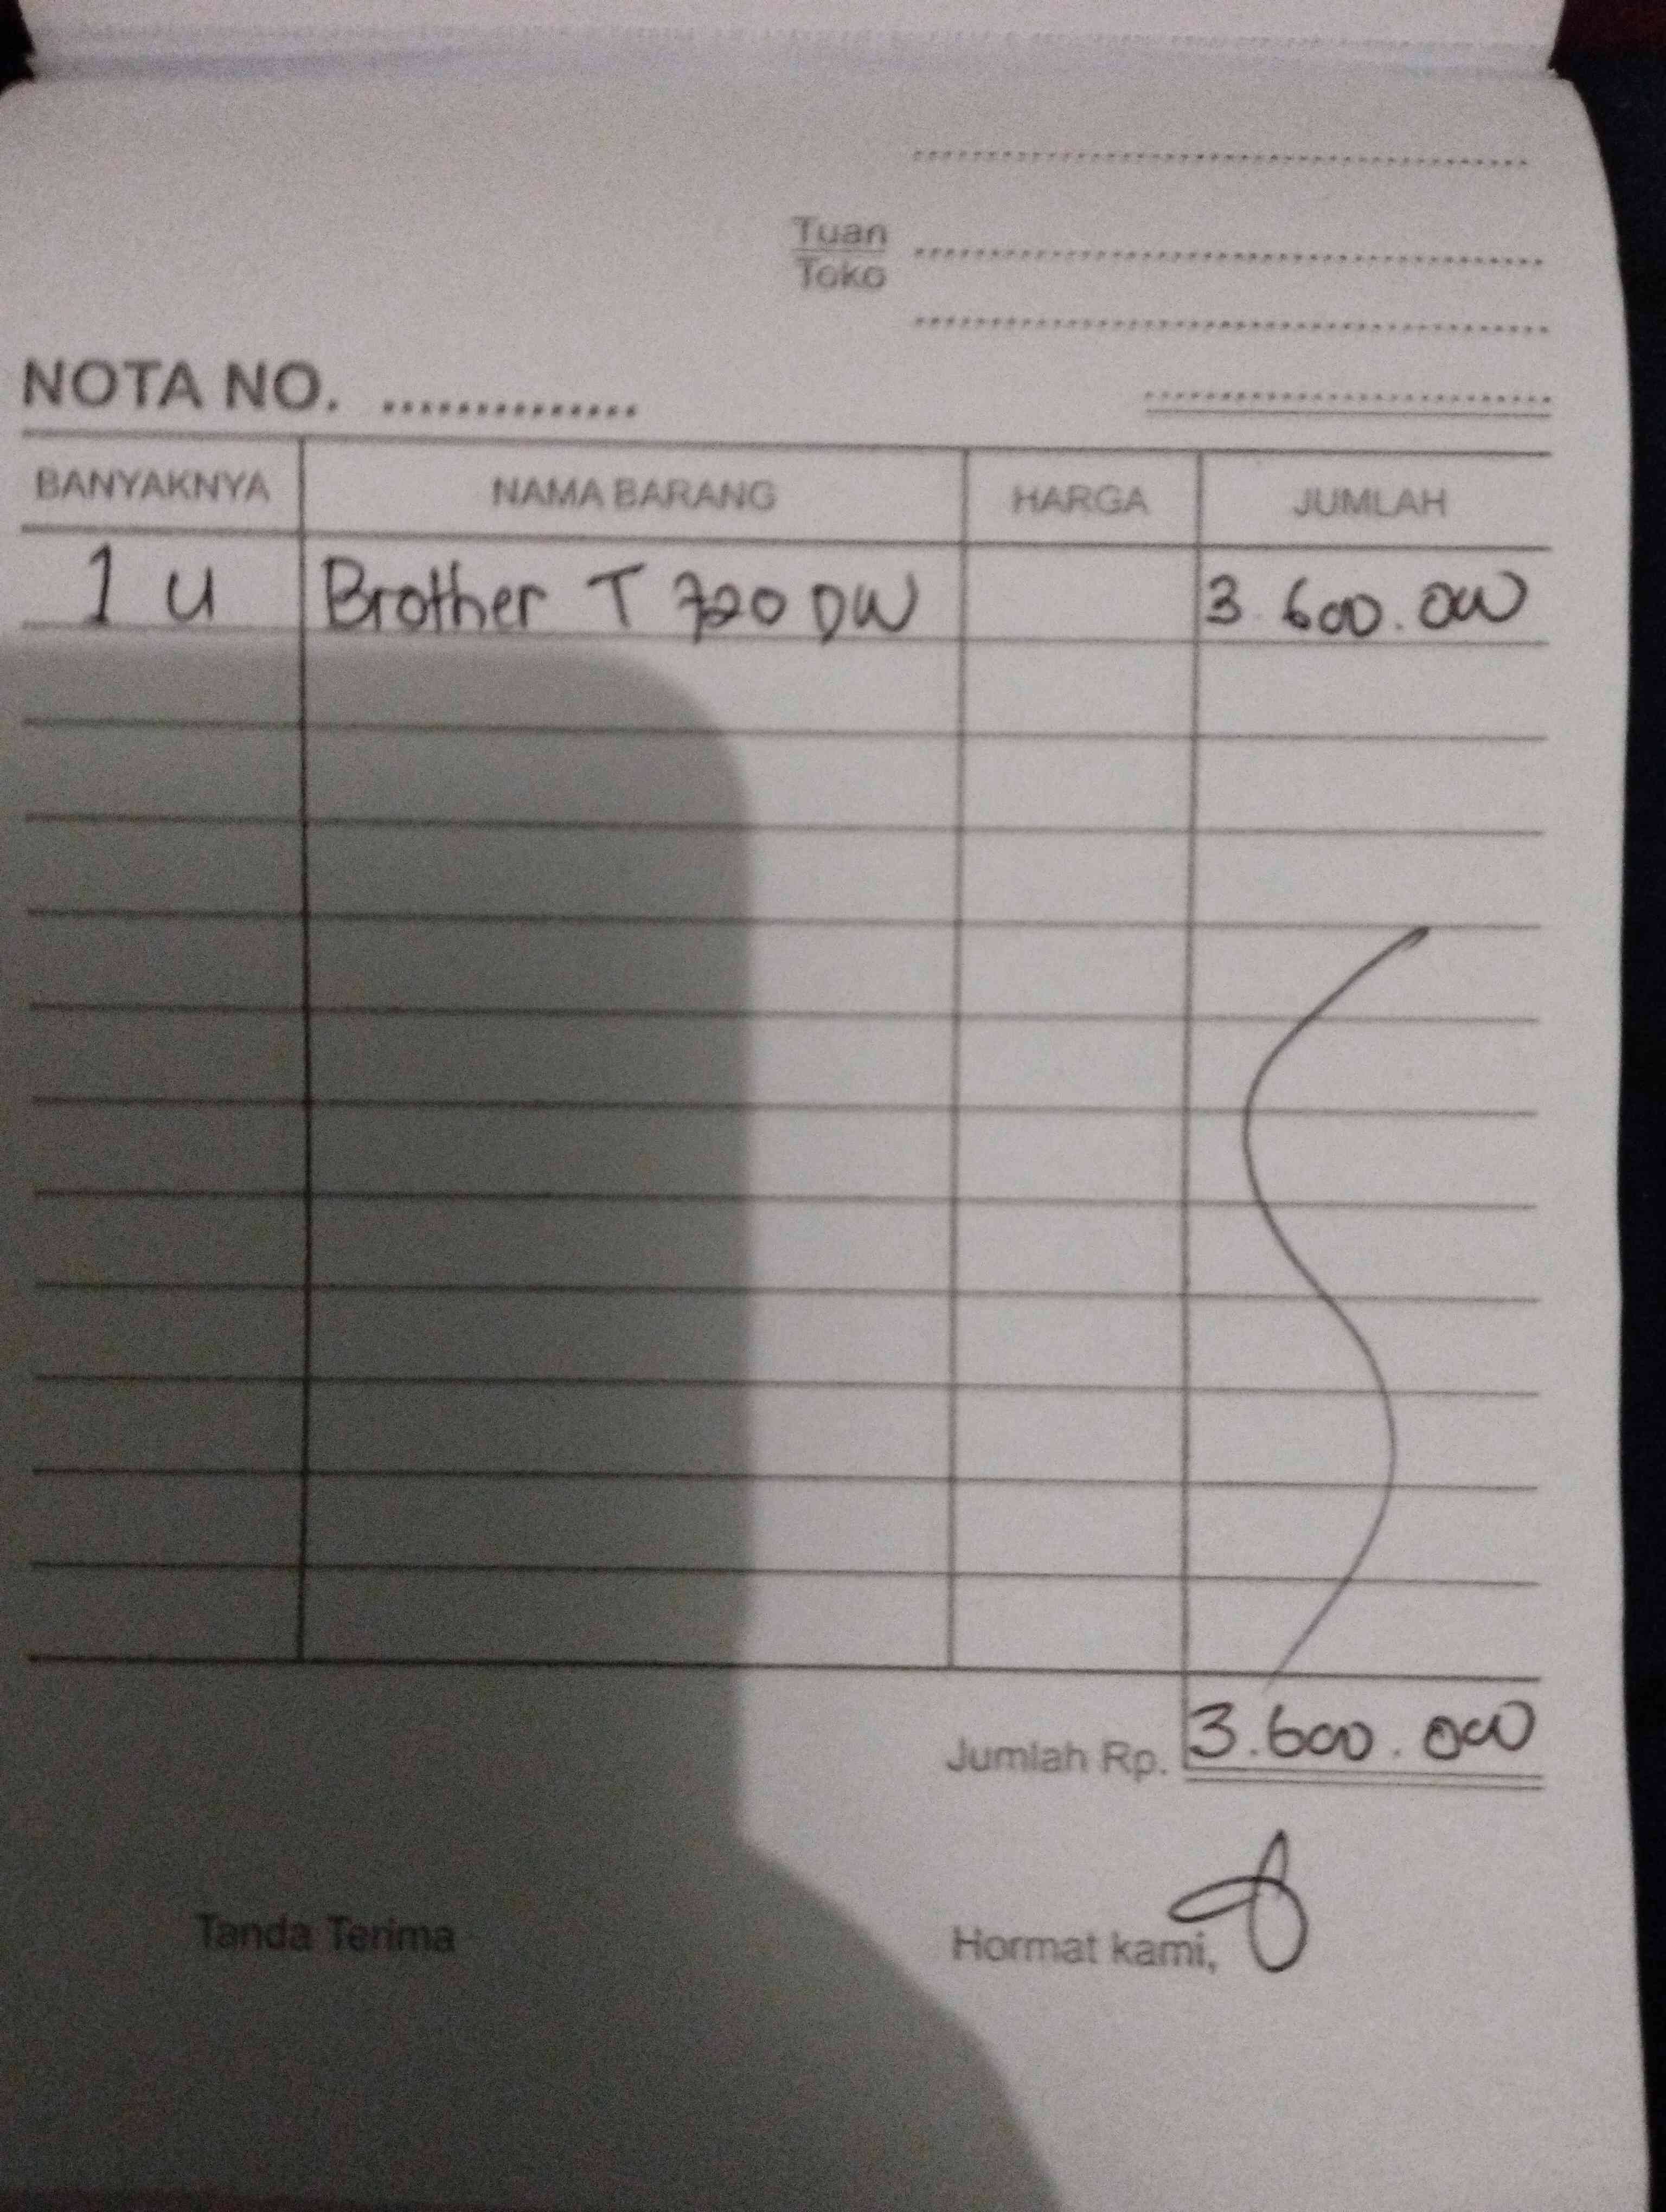 Tuan
Toko
NOTA NO. ..............
BANYAKNYA NAMA BARANG HARGA JUMLAH
1 U Brother T 720 DW 3.600.000
Jumlah Rp. 3.600.000
Tanda Terima Hormat kami,